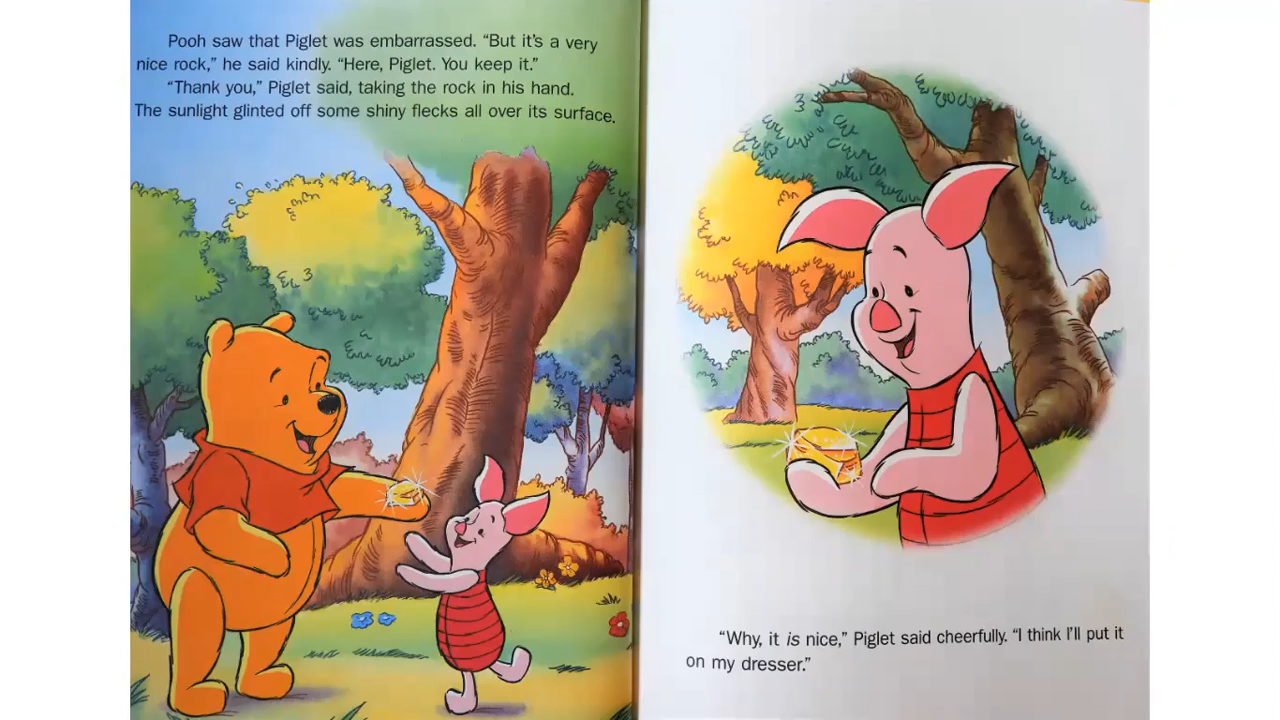 Pooh saw that Piglet was embarrassed. “But it’s a very
nice rock,” he said kindly. “Here, Piglet. You keep it.”
“Thank you,” Piglet said, taking the rock in his hand.
The sunlight glinted off some shiny flecks all over its surface.
“Why, it is nice,” Piglet said cheerfully. “I think I’ll put it
on my dresser.”